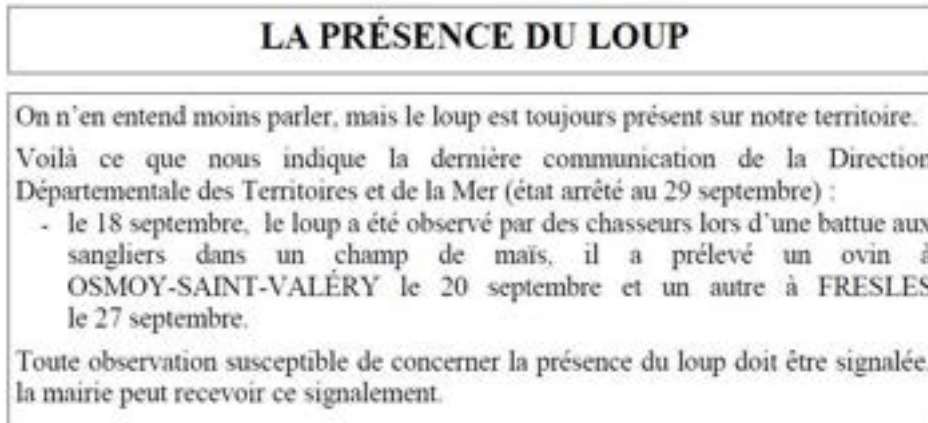 LA PRÉSENCE DU LOUP
On n'en entend moins parler, mais le loup est toujours présent sur notre territoire.
Voilà ce que nous indique la dernière communication de la Direction
Départementale des Territoires et de la Mer (état arrêté au 29 septembre) :
- le 18 septembre, le loup a été observé par des chasseurs lors d'une battue aux
sangliers dans un champ de maïs, il a prélevé un ovin à
OSMOY-SAINT-VALÉRY le 20 septembre et un autre à FRESLES
le 27 septembre.
Toute observation susceptible de concerner la présence du loup doit être signalée,
la mairie peut recevoir ce signalement.